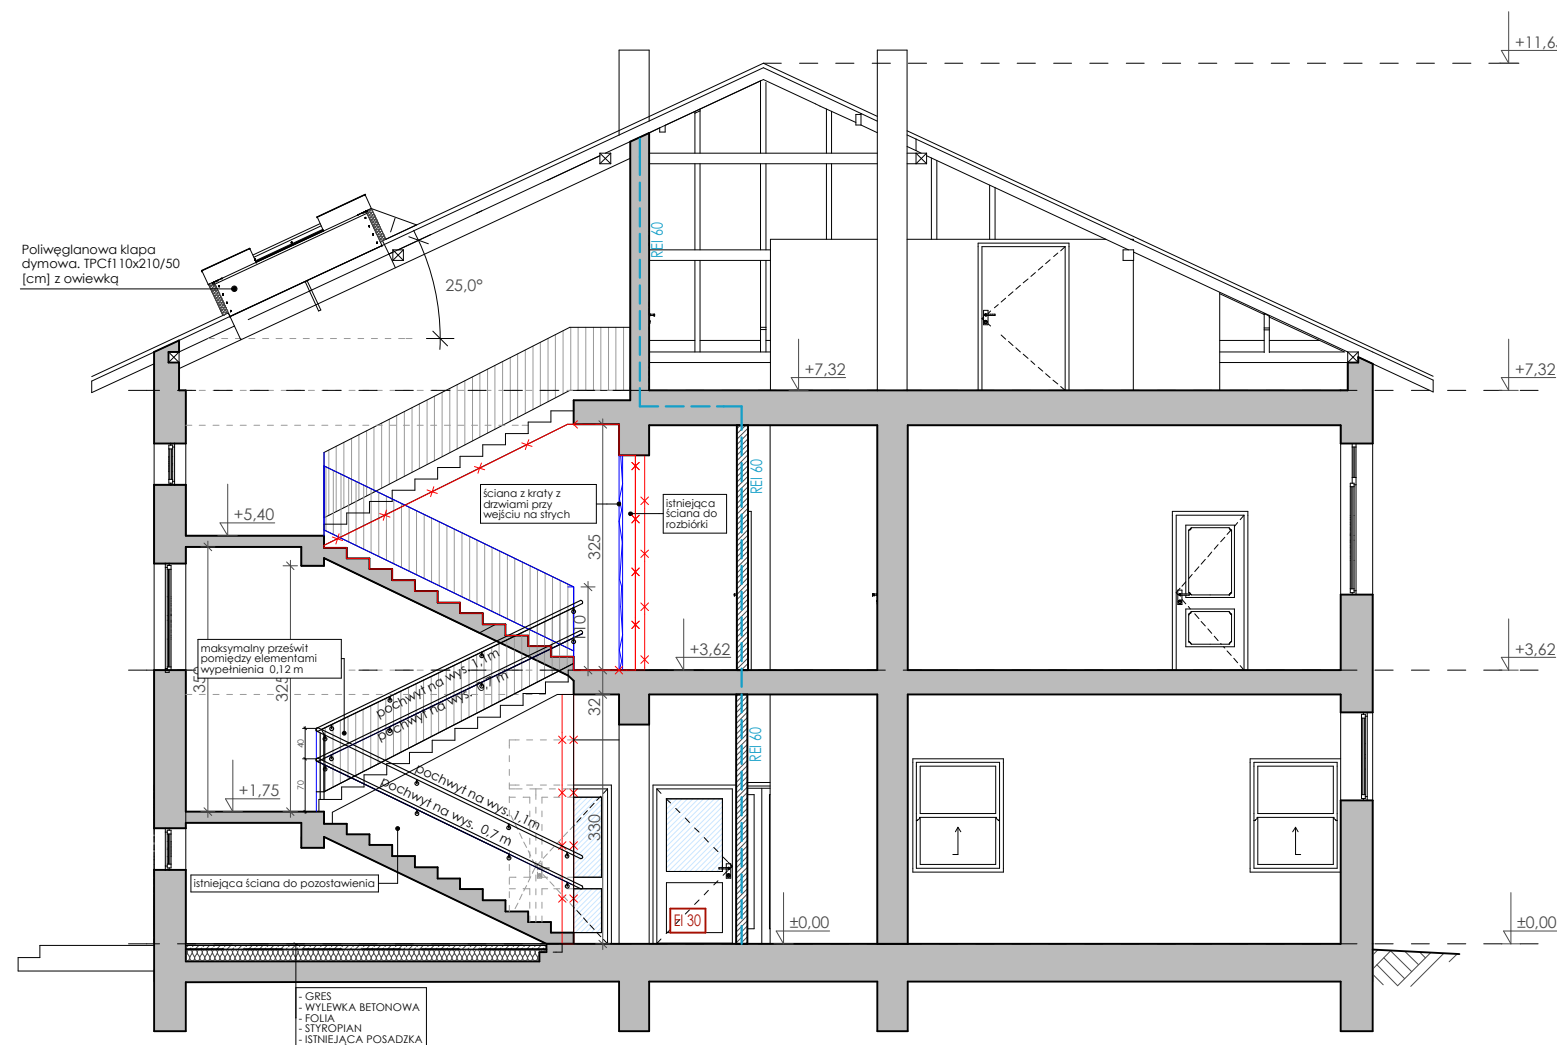 +11,6
Poliwęglanowa klapa
dymowa. TPCf110x210/50
[cm] z owiewką
25,0°
REI 60
+7,32
+7,32
ściana z kraty z
drzwiami przy
wejściu na strych
istniejąca
ściana do
rozbiórki
REI 60
+5,40
325
110
maksymalny prześwit
pomiędzy elementami
wypełnienia 0,12 m
+3,62
+3,62
325
pochwyt na wys. 1,1m
pochwyt na wys. 0,7 m
32
REI 60
40
70
+1,75
pochwyt na wys. 1,1m
pochwyt na wys. 0,7 m
330
istniejąca ściana do pozostawienia
EI 30
±0,00
±0,00
- GRES
- WYLEWKA BETONOWA
- FOLIA
- STYROPIAN
- ISTNIEJĄCA POSADZKA